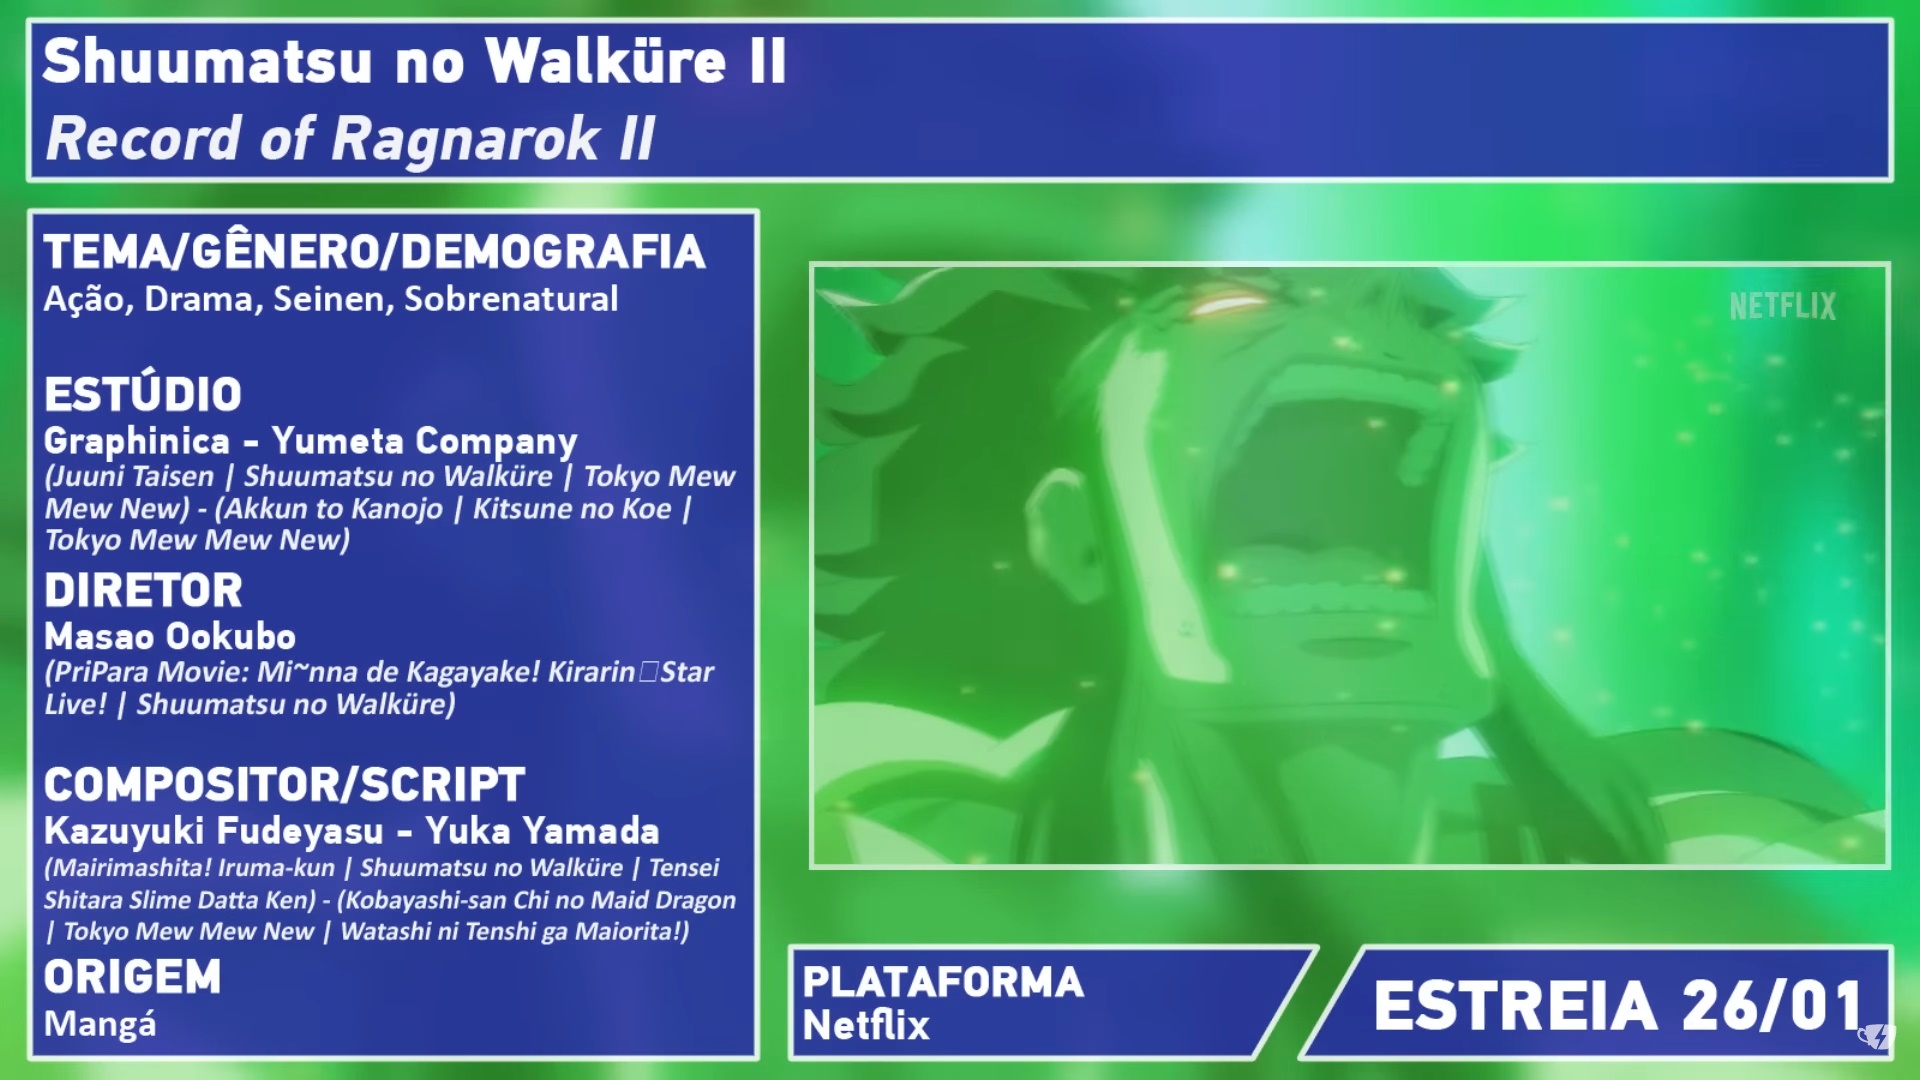 Shuumatsu no Walküre II
Record of Ragnarok II
TEMA/GÊNERO/DEMOGRAFIA
Ação, Drama, Seinen, Sobrenatural
ESTÚDIO
Graphinica - Yumeta Company
(Juuni Taisen | Shuumatsu no Walküre | Tokyo Mew
Mew New) - (Akkun to Kanojo | Kitsune no Koe |
Tokyo Mew Mew New)
DIRETOR
Masao Ookubo
(PriPara Movie: Mi~nna de Kagayake! Kirarin□Star
Live! | Shuumatsu no Walküre)
COMPOSITOR/SCRIPT
Kazuyuki Fudeyasu - Yuka Yamada
(Mairimashita! Iruma-kun | Shuumatsu no Walküre | Tensei
Shitara Slime Datta Ken) - (Kobayashi-san Chi no Maid Dragon
| Tokyo Mew Mew New | Watashi ni Tenshi ga Maiorita!)
ORIGEM
Mangá
NETFLIX
PLATAFORMA
Netflix
ESTREIA 26/01